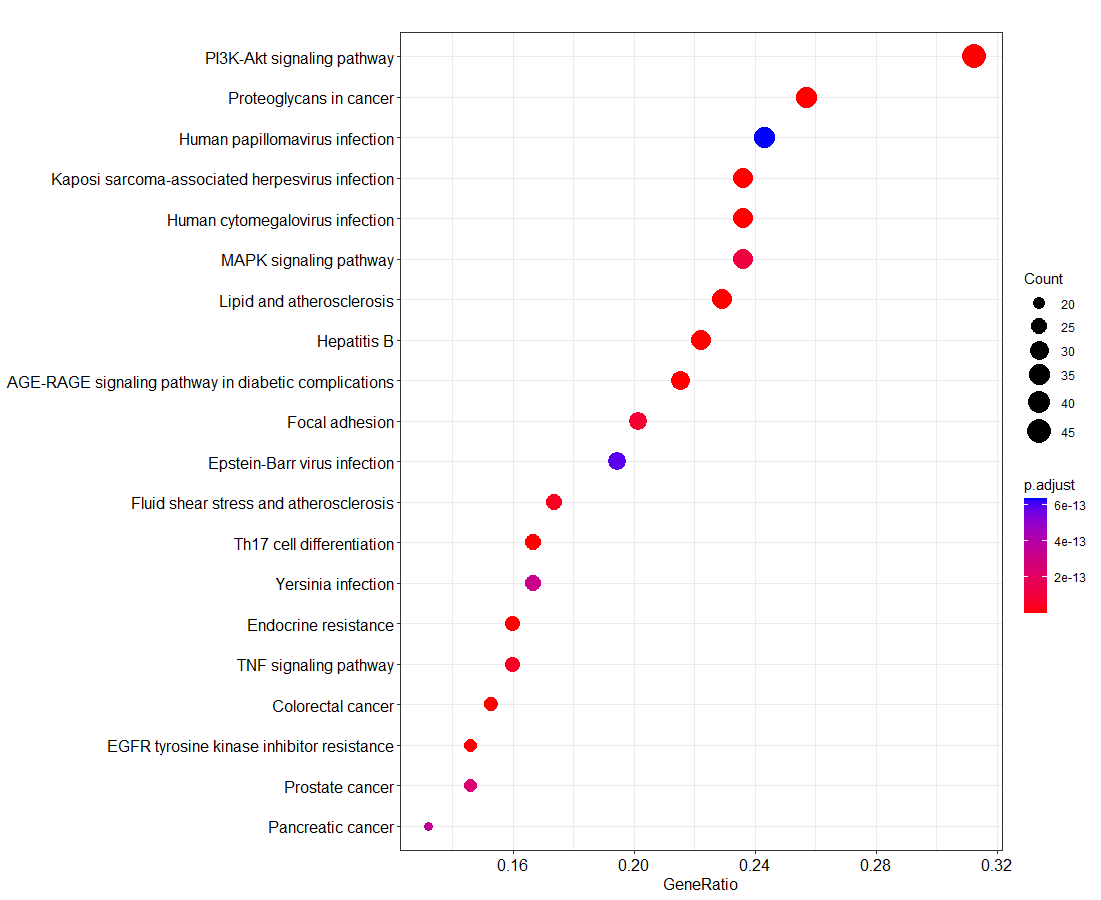 PI3K-Akt signaling pathway
Proteoglycans in cancer
Human papillomavirus infection
Kaposi sarcoma-associated herpesvirus infection
Human cytomegalovirus infection
MAPK signaling pathway
Lipid and atherosclerosis
Hepatitis B
AGE-RAGE signaling pathway in diabetic complications
Focal adhesion
Epstein-Barr virus infection
Fluid shear stress and atherosclerosis
Th17 cell differentiation
Yersinia infection
Endocrine resistance
TNF signaling pathway
Colorectal cancer
EGFR tyrosine kinase inhibitor resistance
Prostate cancer
Pancreatic cancer
0.16 0.20 0.24 0.28 0.32
GeneRatio
Count
20
25
30
35
40
45
p.adjust
6e-13
4e-13
2e-13